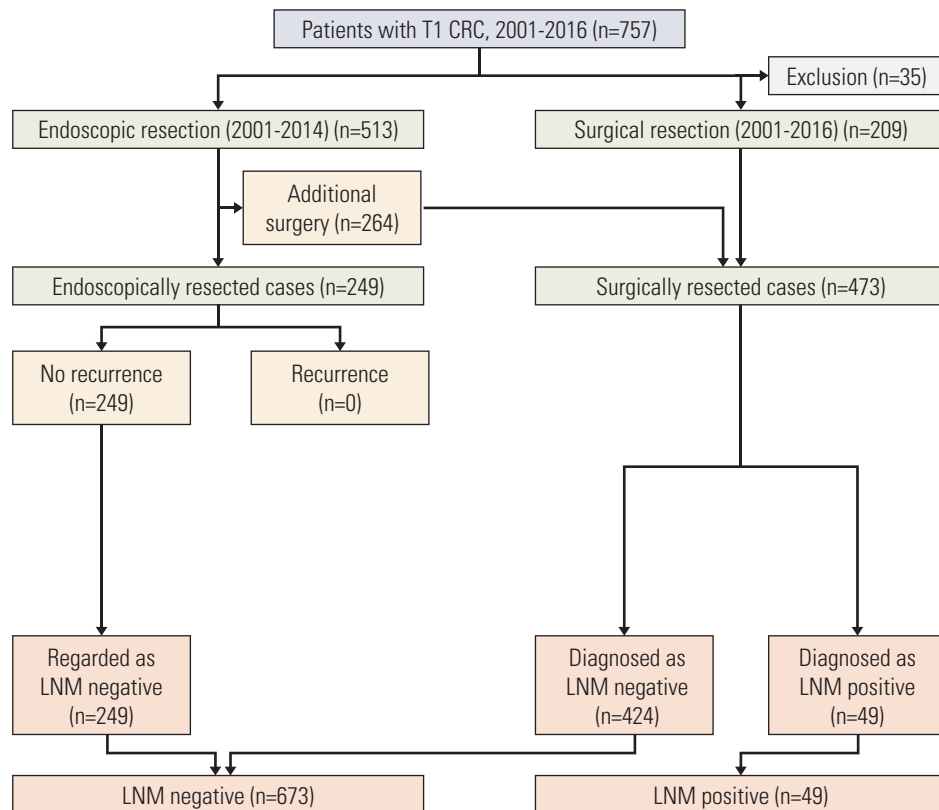 Patients with T1 CRC, 2001-2016 (n=757)
Exclusion (n=35)
Endoscopic resection (2001-2014) (n=513)
Surgical resection (2001-2016) (n=209)
Additional
surgery (n=264)
Endoscopically resected cases (n=249)
Surgically resected cases (n=473)
No recurrence
(n=249)
Recurrence
(n=0)
Regarded as
LNM negative
(n=249)
Diagnosed as
LNM negative
(n=424)
Diagnosed as
LNM positive
(n=49)
LNM negative (n=673)
LNM positive (n=49)